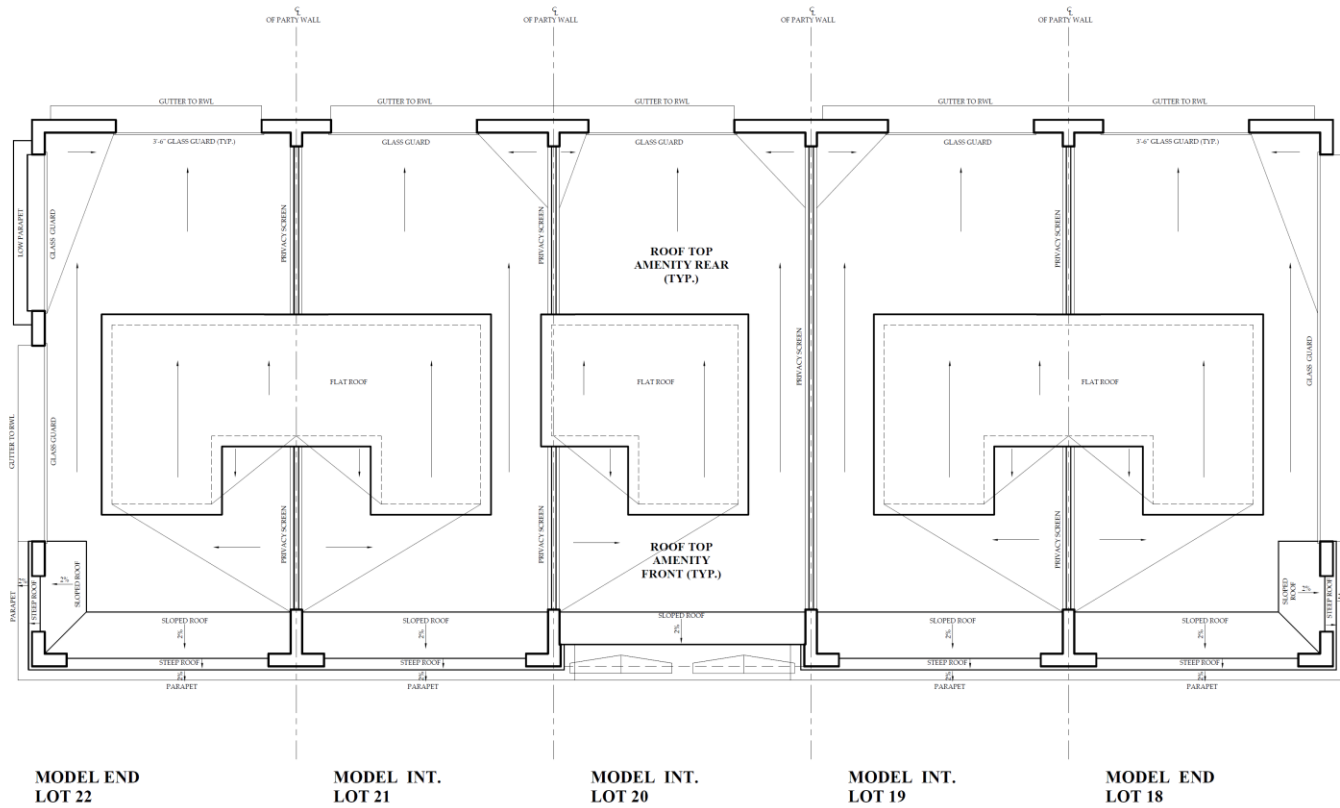 ℄
OF PARTY WALL
℄
OF PARTY WALL
℄
OF PARTY WALL
℄
OF PARTY WALL
GUTTER TO RWL
GUTTER TO RWL
GUTTER TO RWL
GUTTER TO RWL
GUTTER TO RWL
3'-6" GLASS GUARD (TYP.)
GLASS GUARD
GLASS GUARD
GLASS GUARD
3'-6" GLASS GUARD (TYP.)
LOW PARAPET
GLASS GUARD
PRIVACY SCREEN
PRIVACY SCREEN
ROOF TOP
AMENITY REAR
(TYP.)
PRIVACY SCREEN
PRIVACY SCREEN
GLASS GUARD
FLAT ROOF
FLAT ROOF
FLAT ROOF
GUTTER TO RWL
GLASS GUARD
PRIVACY SCREEN
PRIVACY SCREEN
ROOF TOP
AMENITY
FRONT (TYP.)
PRIVACY SCREEN
2%
PARAPET
STEEP ROOF
2%
SLOPED ROOF
SLOPED
ROOF
2%
STEEP ROOF
SLOPED ROOF
2%
SLOPED ROOF
2%
SLOPED ROOF
2%
SLOPED ROOF
2%
SLOPED ROOF
2%
STEEP ROOF
STEEP ROOF
STEEP ROOF
STEEP ROOF
2%
2%
2%
2%
PARAPET
PARAPET
PARAPET
PARAPET
MODEL END
LOT 22
MODEL INT.
LOT 21
MODEL INT.
LOT 20
MODEL INT.
LOT 19
MODEL END
LOT 18